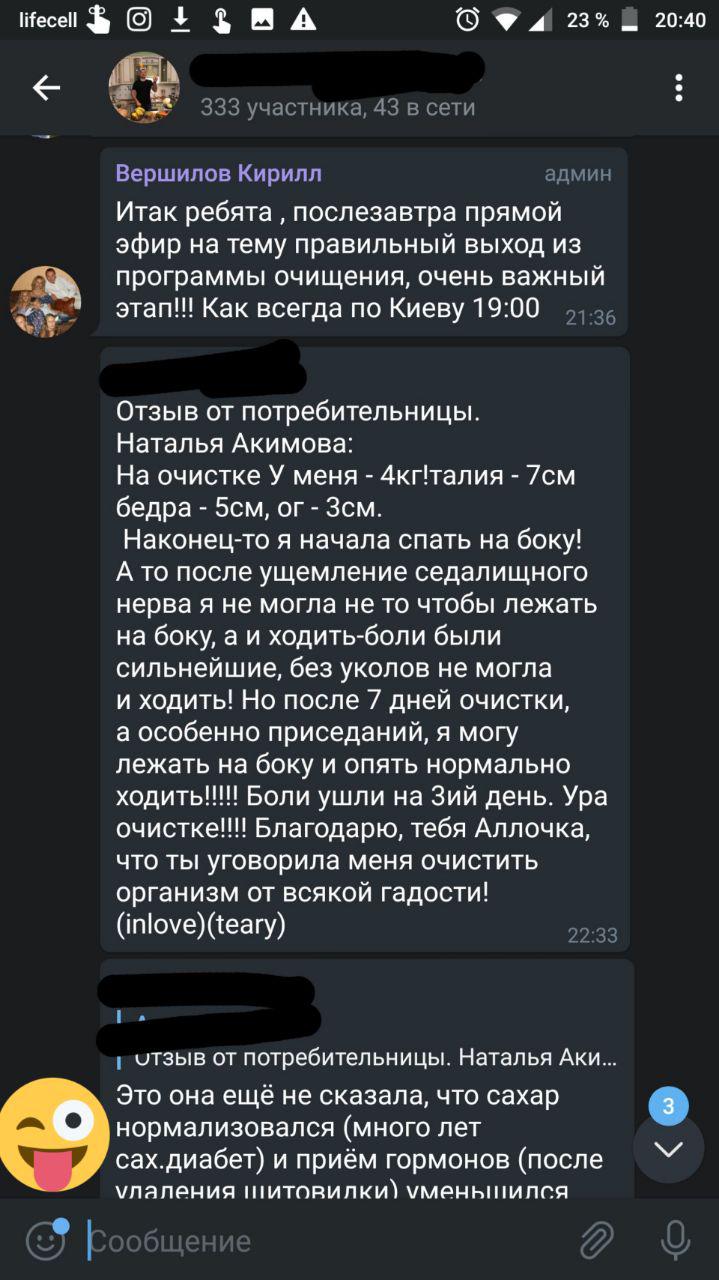 lifecell
23 %
20:40
333 участника, 43 в сети
Вершилов Кирилл
админ
Итак ребята , послезавтра прямой
эфир на тему правильный выход из
программы очищения, очень важный
этап!!! Как всегда по Киеву 19:00
21:36
Отзыв от потребительницы.
Наталья Акимова:
На очистке У меня - 4кг!талия - 7см
бедра - 5см, ог - 3см.
Наконец-то я начала спать на боку!
А то после ущемление седалищного
нерва я не могла не то чтобы лежать
на боку, а и ходить-боли были
сильнейшие, без уколов не могла
и ходить! Но после 7 дней очистки,
а особенно приседаний, я могу
лежать на боку и опять нормально
ходить!!!!! Боли ушли на 3ий день. Ура
очистке!!!! Благодарю, тебя Аллочка,
что ты уговорила меня очистить
организм от всякой гадости!
(inlove)(teary)
22:33
Отзыв от потребительницы. Наталья Аки...
Это она ещё не сказала, что сахар
нормализовался (много лет
сах.диабет) и приём гормонов (после
удаления щитовидки) уменьшился
3
Сообщение